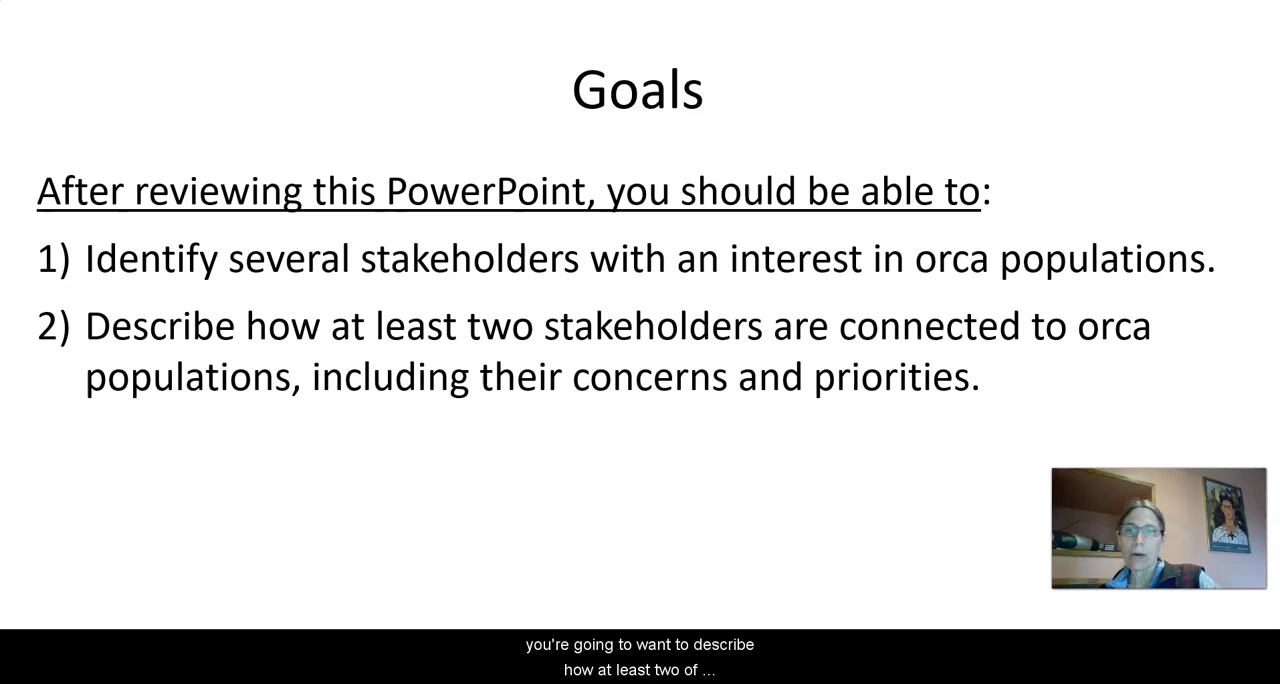 Goals
After reviewing this PowerPoint, you should be able to:
1) Identify several stakeholders with an interest in orca populations.
2) Describe how at least two stakeholders are connected to orca
populations, including their concerns and priorities.
you're going to want to describe
how at least two of ...